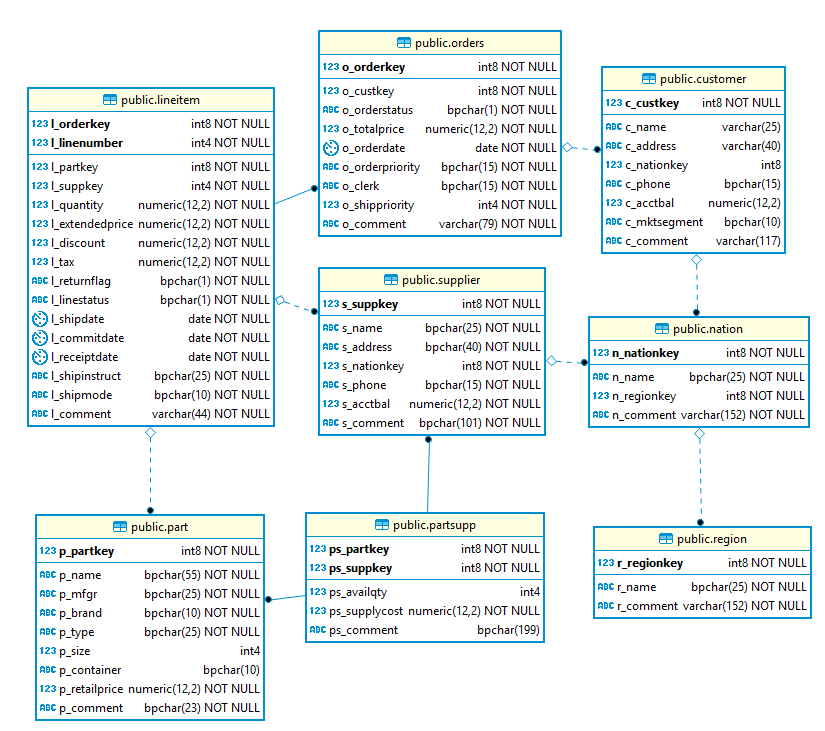 public.orders
123 o_orderkey int8 NOT NULL
123 o_custkey int8 NOT NULL
ABC o_orderstatus bpchar(1) NOT NULL
123 o_totalprice numeric(12,2) NOT NULL
o_orderdate date NOT NULL
ABC o_orderpriority bpchar(15) NOT NULL
ABC o_clerk bpchar(15) NOT NULL
123 o_shippriority int4 NOT NULL
ABC o_comment varchar(79) NOT NULL
public.customer
123 c_custkey int8 NOT NULL
ABC c_name varchar(25)
ABC c_address varchar(40)
123 c_nationkey int8
ABC c_phone bpchar(15)
123 c_acctbal numeric(12,2)
ABC c_mktsegment bpchar(10)
ABC c_comment varchar(117)
public.lineitem
123 l_orderkey int8 NOT NULL
123 l_linenumber int4 NOT NULL
123 l_partkey int8 NOT NULL
123 l_suppkey int4 NOT NULL
123 l_quantity numeric(12,2) NOT NULL
123 l_extendedprice numeric(12,2) NOT NULL
123 l_discount numeric(12,2) NOT NULL
123 l_tax numeric(12,2) NOT NULL
ABC l_returnflag bpchar(1) NOT NULL
ABC l_linestatus bpchar(1) NOT NULL
l_shipdate date NOT NULL
l_commitdate date NOT NULL
l_receiptdate date NOT NULL
ABC l_shipinstruct bpchar(25) NOT NULL
ABC l_shipmode bpchar(10) NOT NULL
ABC l_comment varchar(44) NOT NULL
public.supplier
123 s_suppkey int8 NOT NULL
ABC s_name bpchar(25) NOT NULL
ABC s_address bpchar(40) NOT NULL
123 s_nationkey int8 NOT NULL
ABC s_phone bpchar(15) NOT NULL
123 s_acctbal numeric(12,2) NOT NULL
ABC s_comment bpchar(101) NOT NULL
public.nation
123 n_nationkey int8 NOT NULL
ABC n_name bpchar(25) NOT NULL
123 n_regionkey int8 NOT NULL
ABC n_comment varchar(152) NOT NULL
public.part
123 p_partkey int8 NOT NULL
ABC p_name bpchar(55) NOT NULL
ABC p_mfgr bpchar(25) NOT NULL
ABC p_brand bpchar(10) NOT NULL
ABC p_type bpchar(25) NOT NULL
123 p_size int4
ABC p_container bpchar(10)
123 p_retailprice numeric(12,2) NOT NULL
ABC p_comment bpchar(23) NOT NULL
public.partsupp
123 ps_partkey int8 NOT NULL
123 ps_suppkey int8 NOT NULL
123 ps_availqty int4
123 ps_supplycost numeric(12,2) NOT NULL
ABC ps_comment bpchar(199)
public.region
123 r_regionkey int8 NOT NULL
ABC r_name bpchar(25) NOT NULL
ABC r_comment varchar(152) NOT NULL